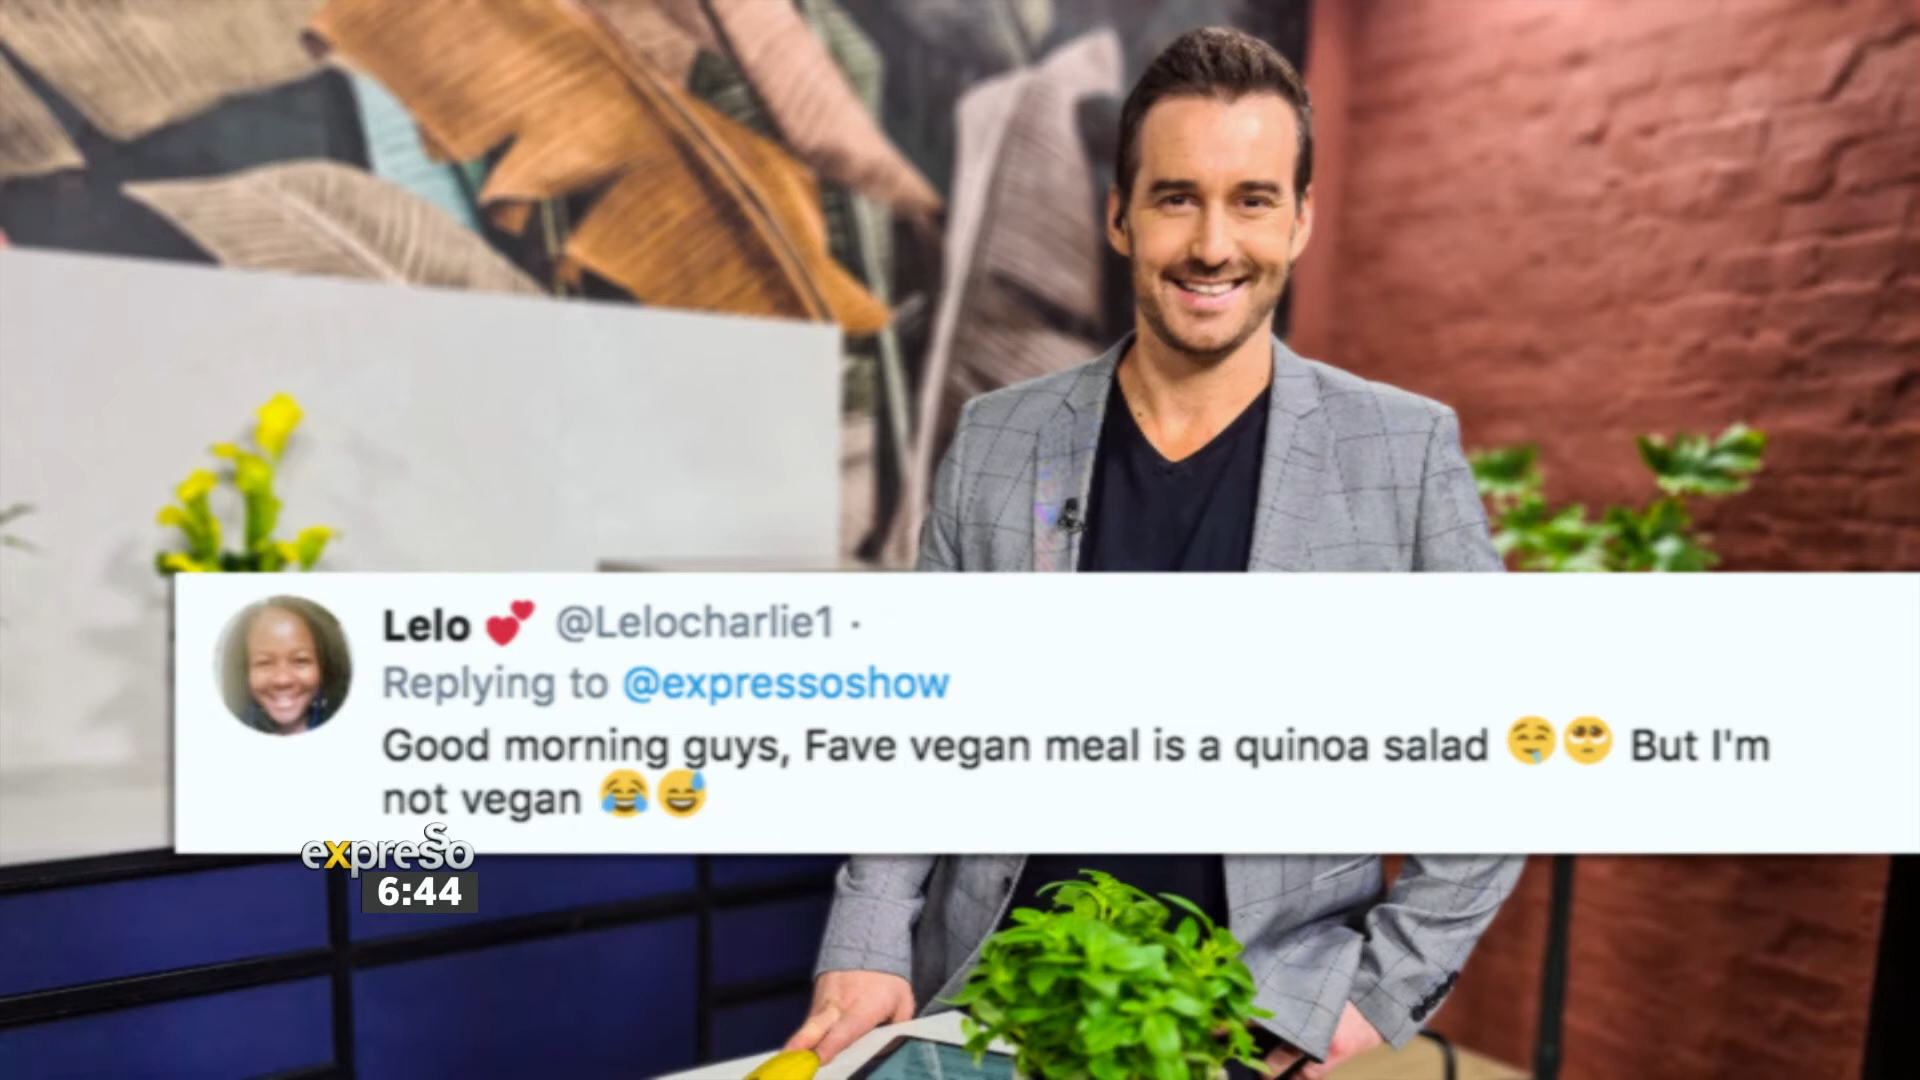 Lelo 💕 @Lelocharlie1 ·
Replying to @expressoshow
Good morning guys, Fave vegan meal is a quinoa salad 🤤🥺 But I'm
not vegan 😂😅
expresso
6:44